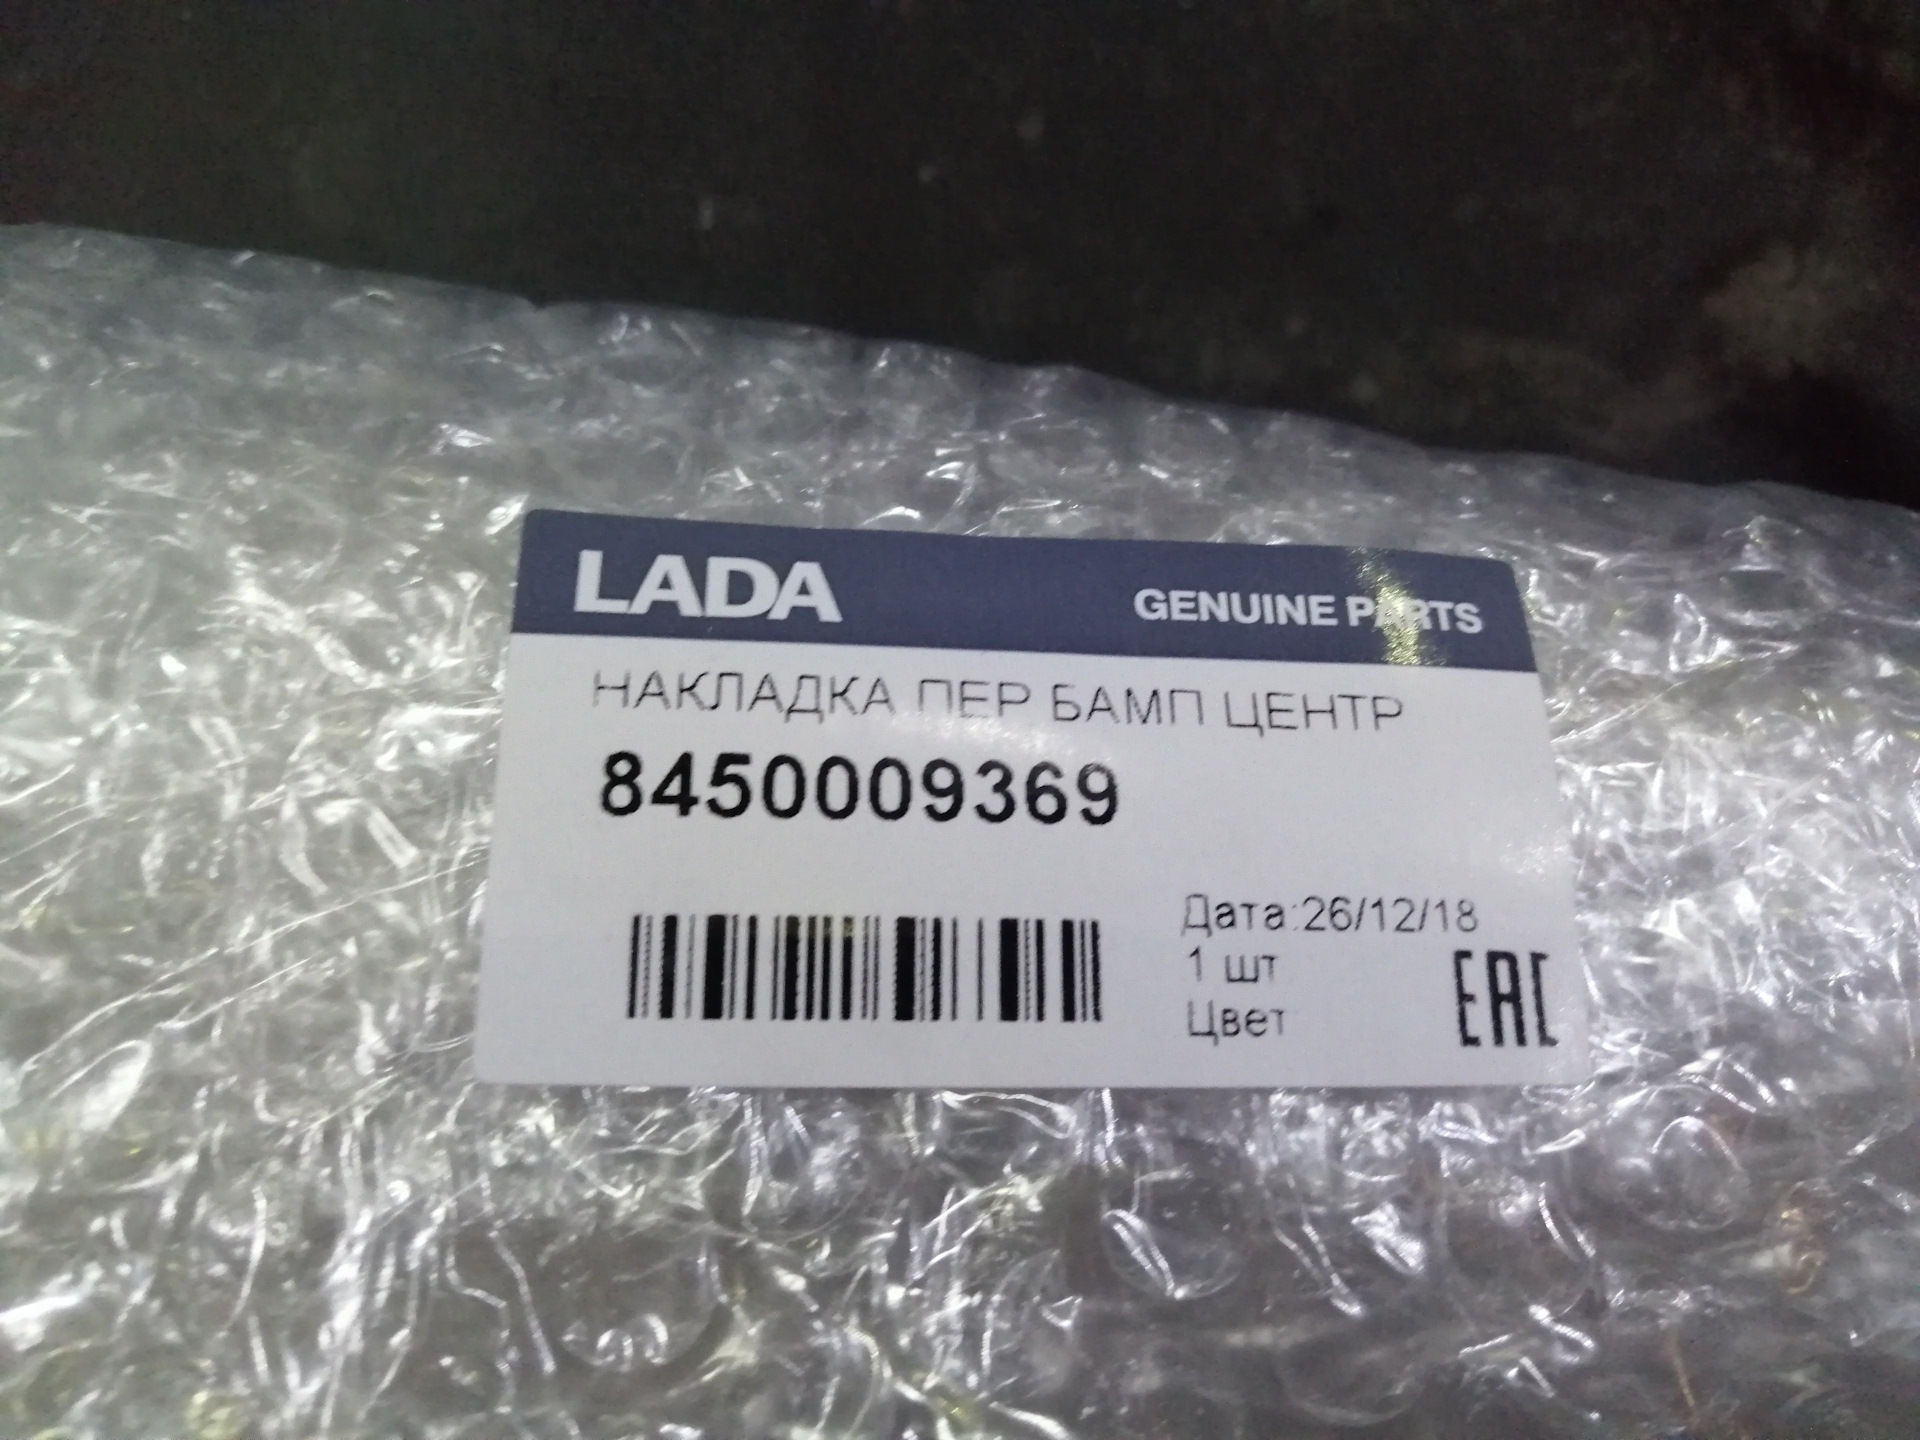 LADA GENUINE PARTS
НАКЛАДКА ПЕР БАМП ЦЕНТР
8450009369
Дата:26/12/18
1 шт
Цвет
EAC